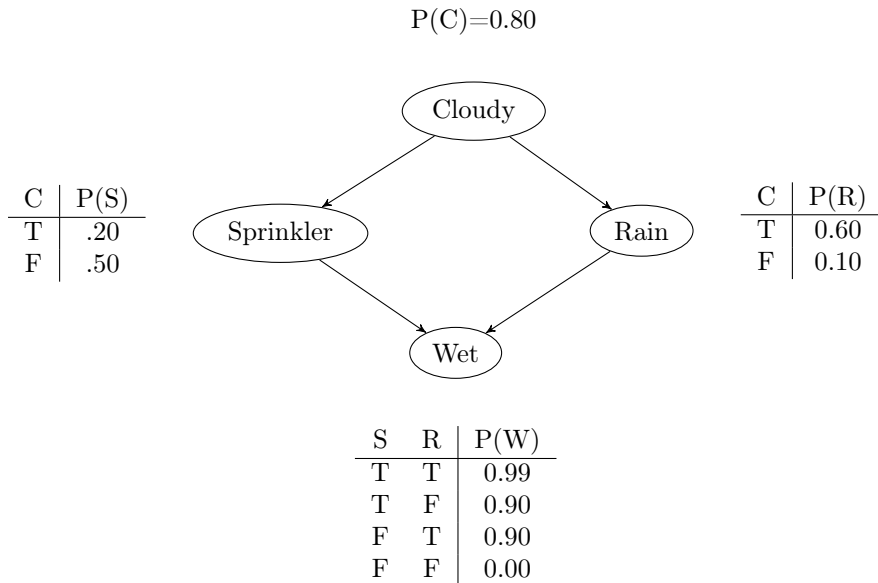 P(C)=0.80
Cloudy
C P(S)
T .20
F .50
Sprinkler
Rain
C P(R)
T 0.60
F 0.10
Wet
S R P(W)
T T 0.99
T F 0.90
F T 0.90
F F 0.00